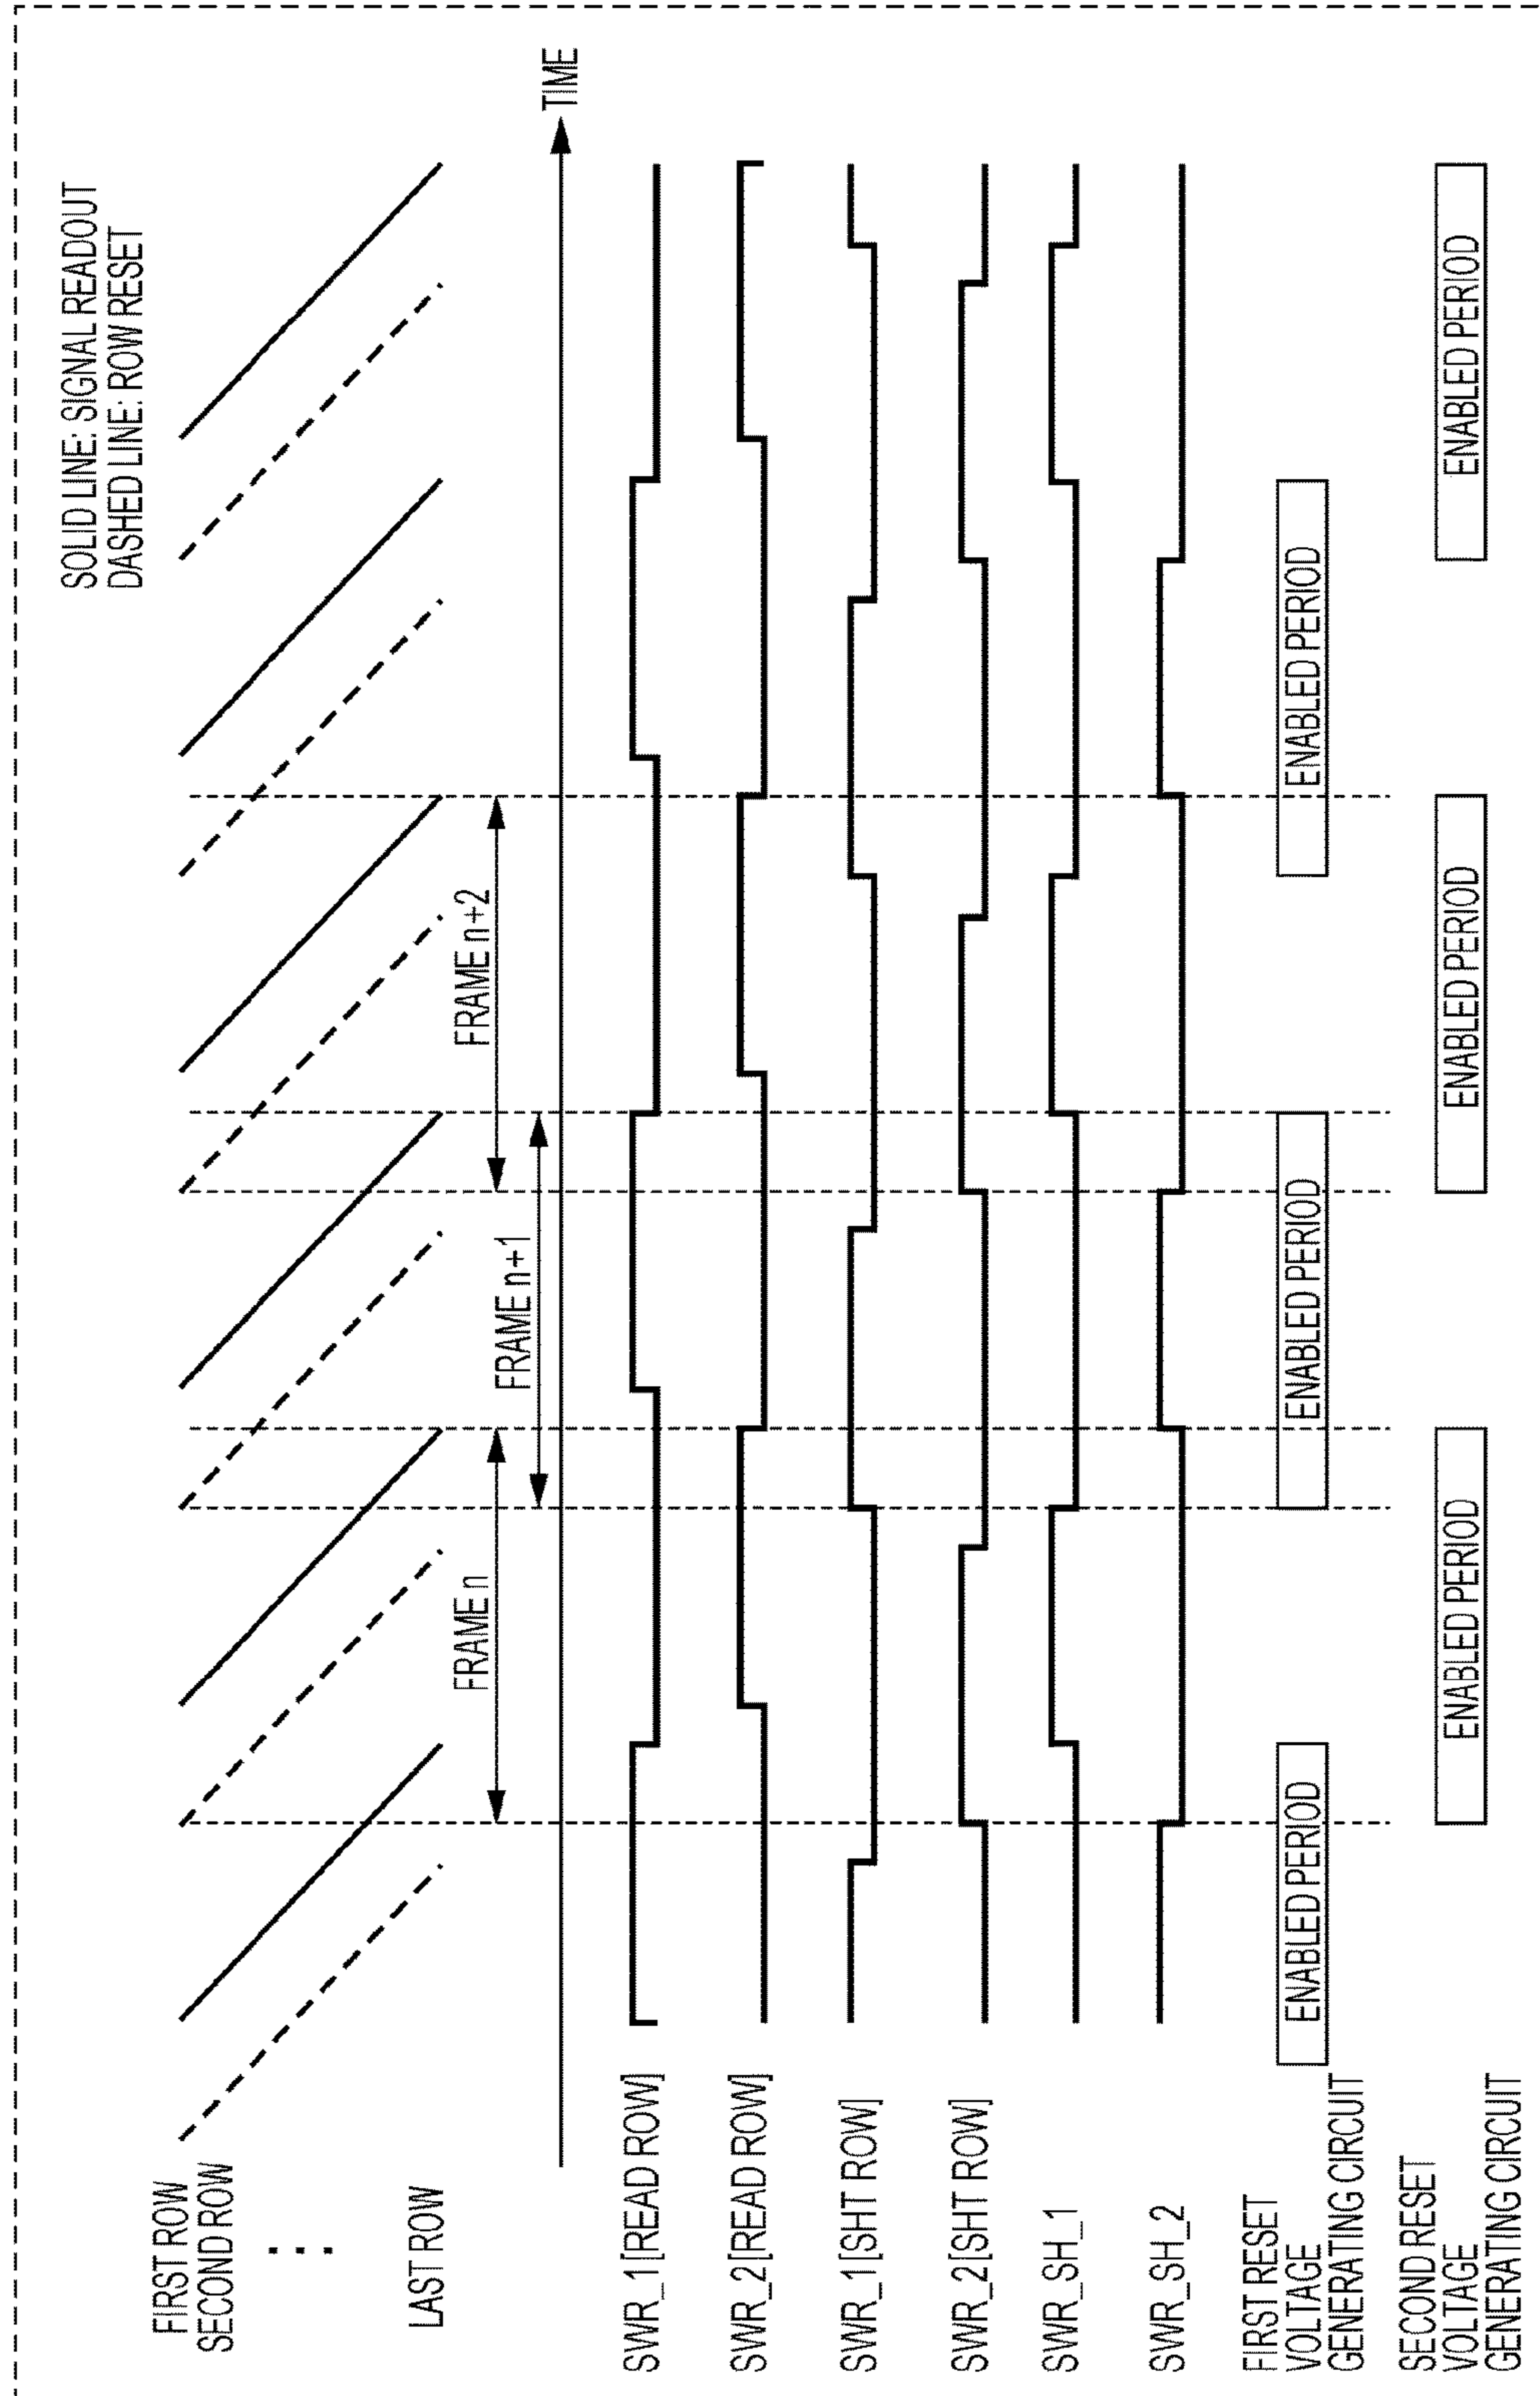 SOLID LINE: SIGNAL READOUT
DASHED LINE: ROW RESET
FIRST ROW
SECOND ROW
⋮
LAST ROW
FRAME n
FRAME n+2
FRAME n+1
TIME
SWR_1[READ ROW]
SWR_2[READ ROW]
SWR_1[SHT ROW]
SWR_2[SHT ROW]
SWR_SH_1
SWR_SH_2
FIRST RESET
VOLTAGE
GENERATING CIRCUIT
ENABLED PERIOD
ENABLED PERIOD
ENABLED PERIOD
SECOND RESET
VOLTAGE
GENERATING CIRCUIT
ENABLED PERIOD
ENABLED PERIOD
ENABLED PERIOD